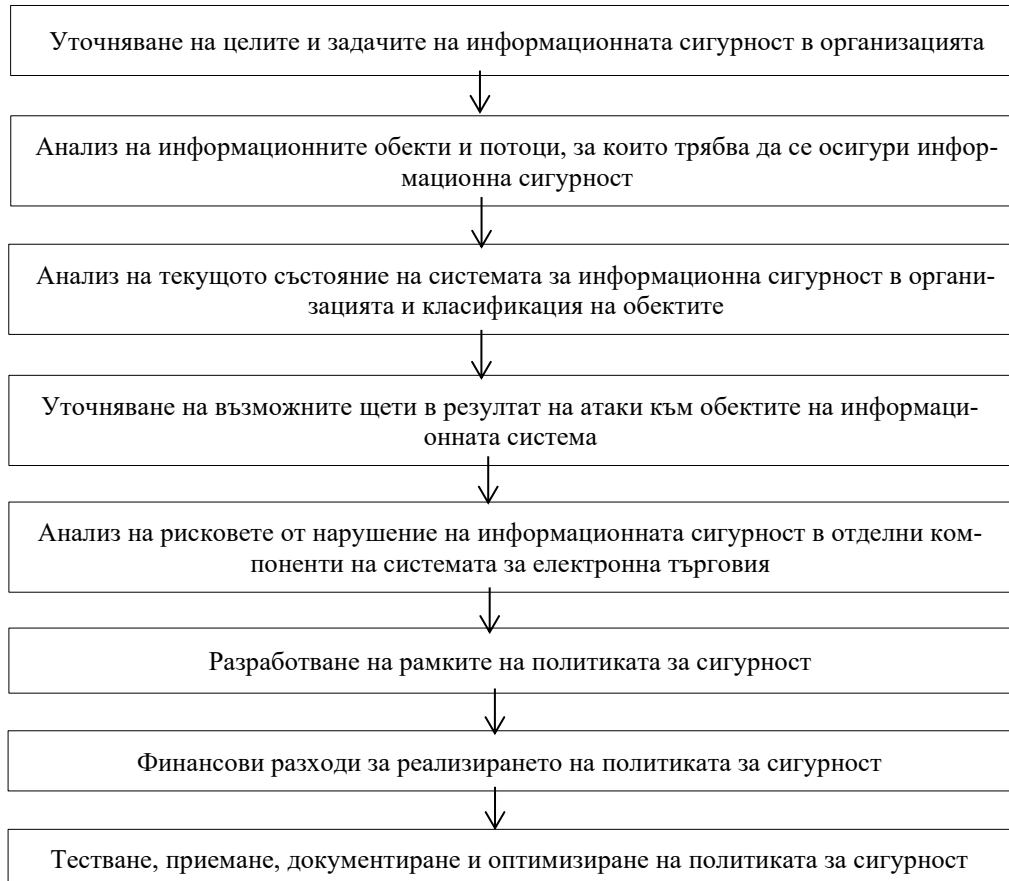 Уточняване на целите и задачите на информационната сигурност в организацията
Анализ на информационните обекти и потоци, за които трябва да се осигури инфор-
мационна сигурност
Анализ на текущото състояние на системата за информационна сигурност в органи-
зацията и класификация на обектите
Уточняване на възможните щети в резултат на атаки към обектите на информаци-
онната система
Анализ на рисковете от нарушение на информационната сигурност в отделни ком-
поненти на системата за електронна търговия
Разработване на рамките на политиката за сигурност
Финансови разходи за реализирането на политиката за сигурност
Тестване, приемане, документиране и оптимизиране на политиката за сигурност